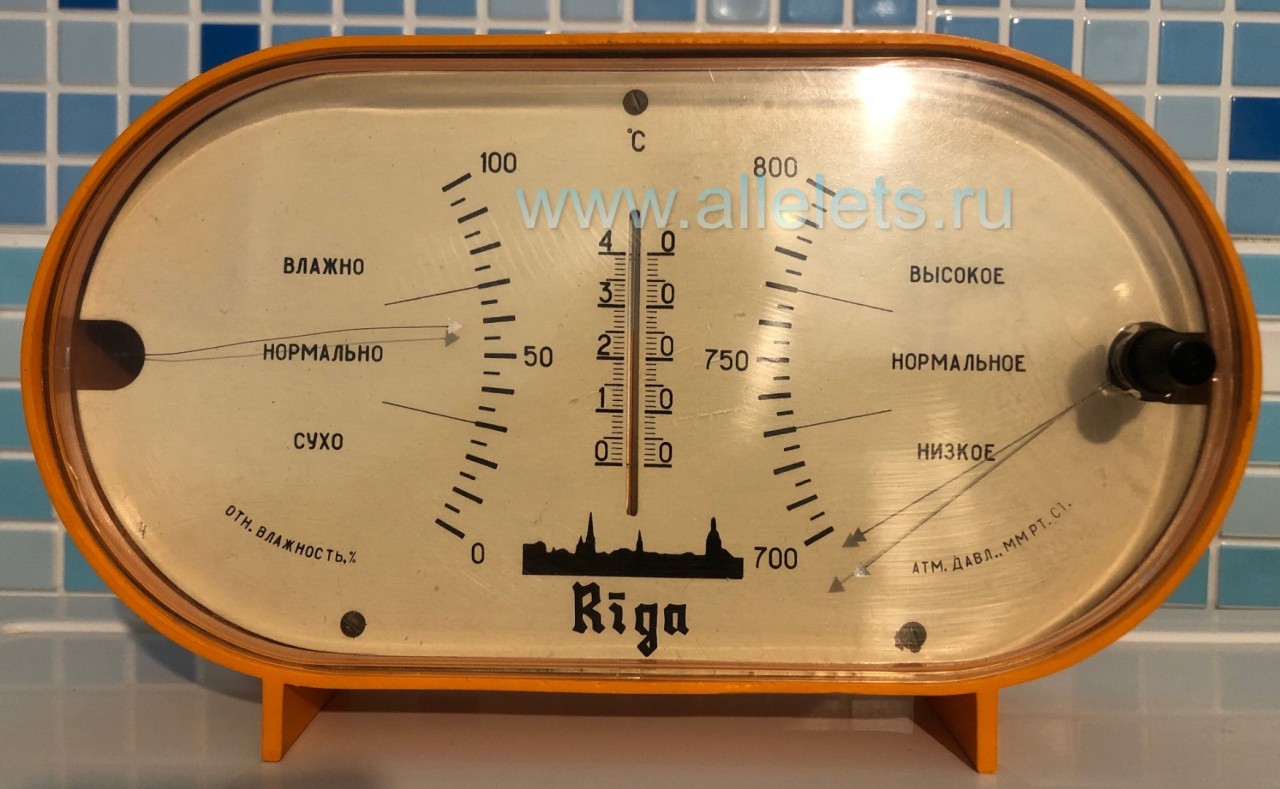 °C
100
800
www.allelets.ru
4 0
ВЛАЖНО
ВЫСОКОЕ
3 0
НОРМАЛЬНО
2 0
50
750
НОРМАЛЬНОЕ
1 0
СУХО
0 0
НИЗКОЕ
ОТН. ВЛАЖНОСТЬ,%
0
700
АТМ. ДАВЛ., ММ РТ. СТ.
Rīga